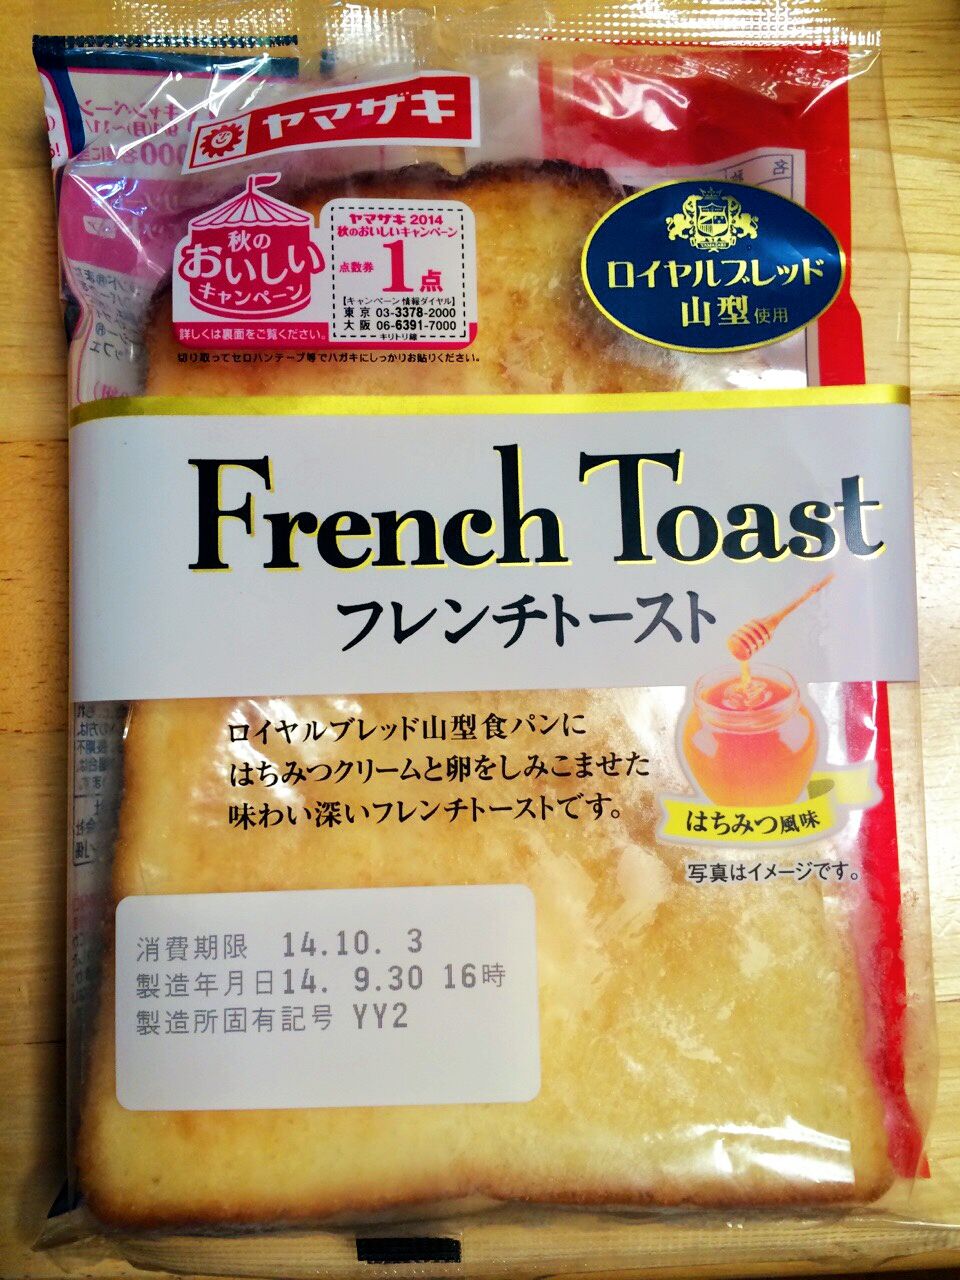 ヤマザキ
秋の
おいしい
キャンペーン
詳しくは裏面をご覧ください。
ヤマザキ 2014
秋のおいしいキャンペーン
点数券 1点
【キャンペーン情報ダイヤル】
東京 03-3378-2000
大阪 06-6391-7000
キリトリ線
切り取ってセロハンテープ等でハガキにしっかりお貼りください。
YAMAZAKI
ロイヤルブレッド
山型使用
French Toast
フレンチトースト
ロイヤルブレッド山型食パンに
はちみつクリームと卵をしみこませた
味わい深いフレンチトーストです。
はちみつ風味
写真はイメージです。
消費期限 14.10. 3
製造年月日14. 9.30 16時
製造所固有記号 YY2